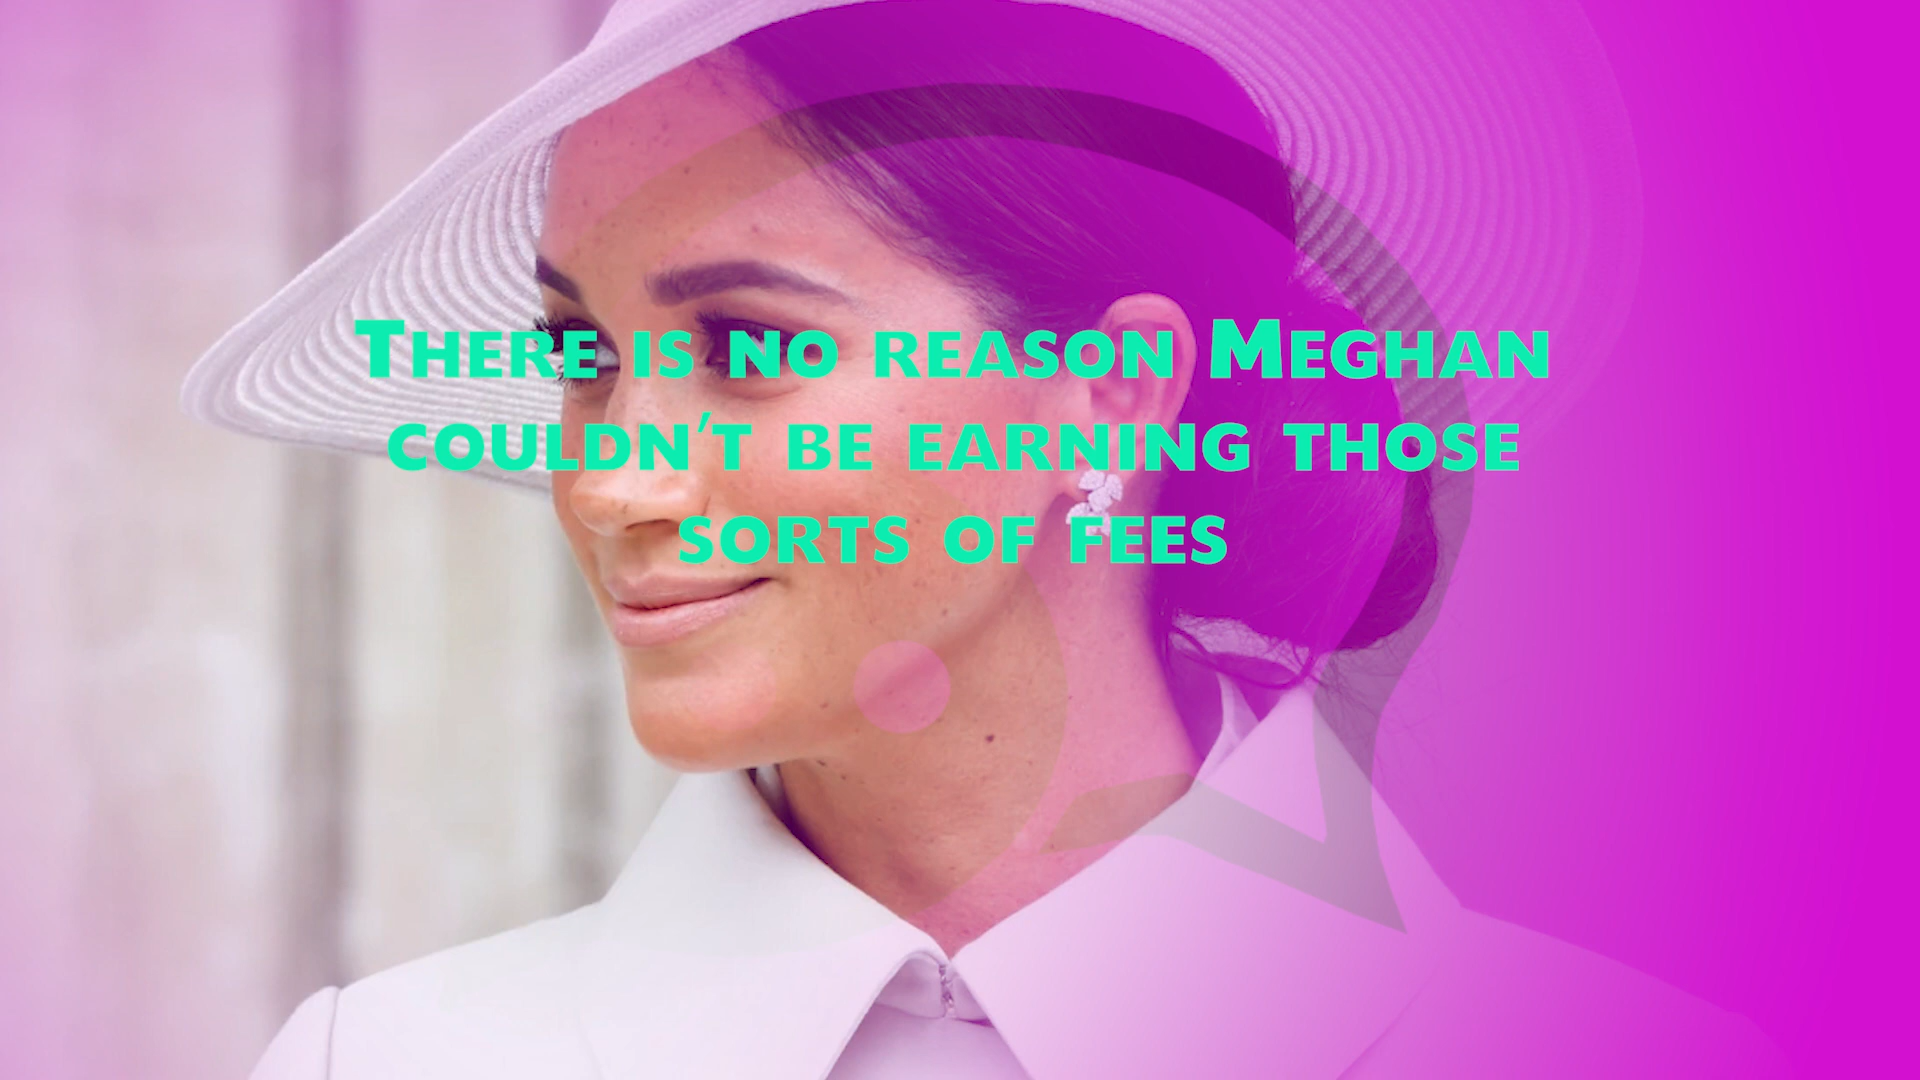 There is no reason Meghan
couldn't be earning those
sorts of fees